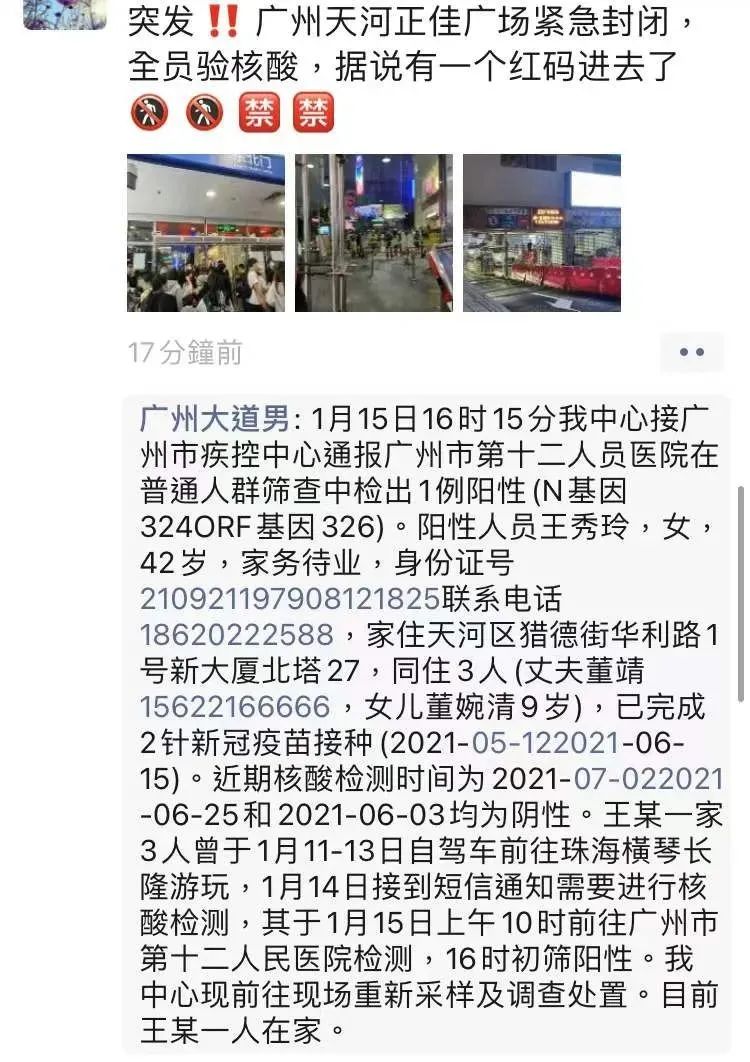 突发‼️广州天河正佳广场紧急封闭，
全员验核酸，据说有一个红码进去了
🚷🚷🈲🈲
17分鐘前
广州大道男: 1月15日16时15分我中心接广
州市疾控中心通报广州市第十二人员医院在
普通人群筛查中检出1例阳性(N基因
324ORF基因326)。阳性人员王秀玲，女，
42岁，家务待业，身份证号
210921197908121825联系电话
18620222588，家住天河区猎德街华利路1
号新大厦北塔27，同住3人(丈夫董靖
15622166666，女儿董婉清9岁)，已完成
2针新冠疫苗接种(2021-05-122021-06-
15)。近期核酸检测时间为2021-07-022021
-06-25和2021-06-03均为阴性。王某一家
3人曾于1月11-13日自驾车前往珠海横琴长
隆游玩，1月14日接到短信通知需要进行核
酸检测，其于1月15日上午10时前往广州市
第十二人民医院检测，16时初筛阳性。我
中心现前往现场重新采样及调查处置。目前
王某一人在家。